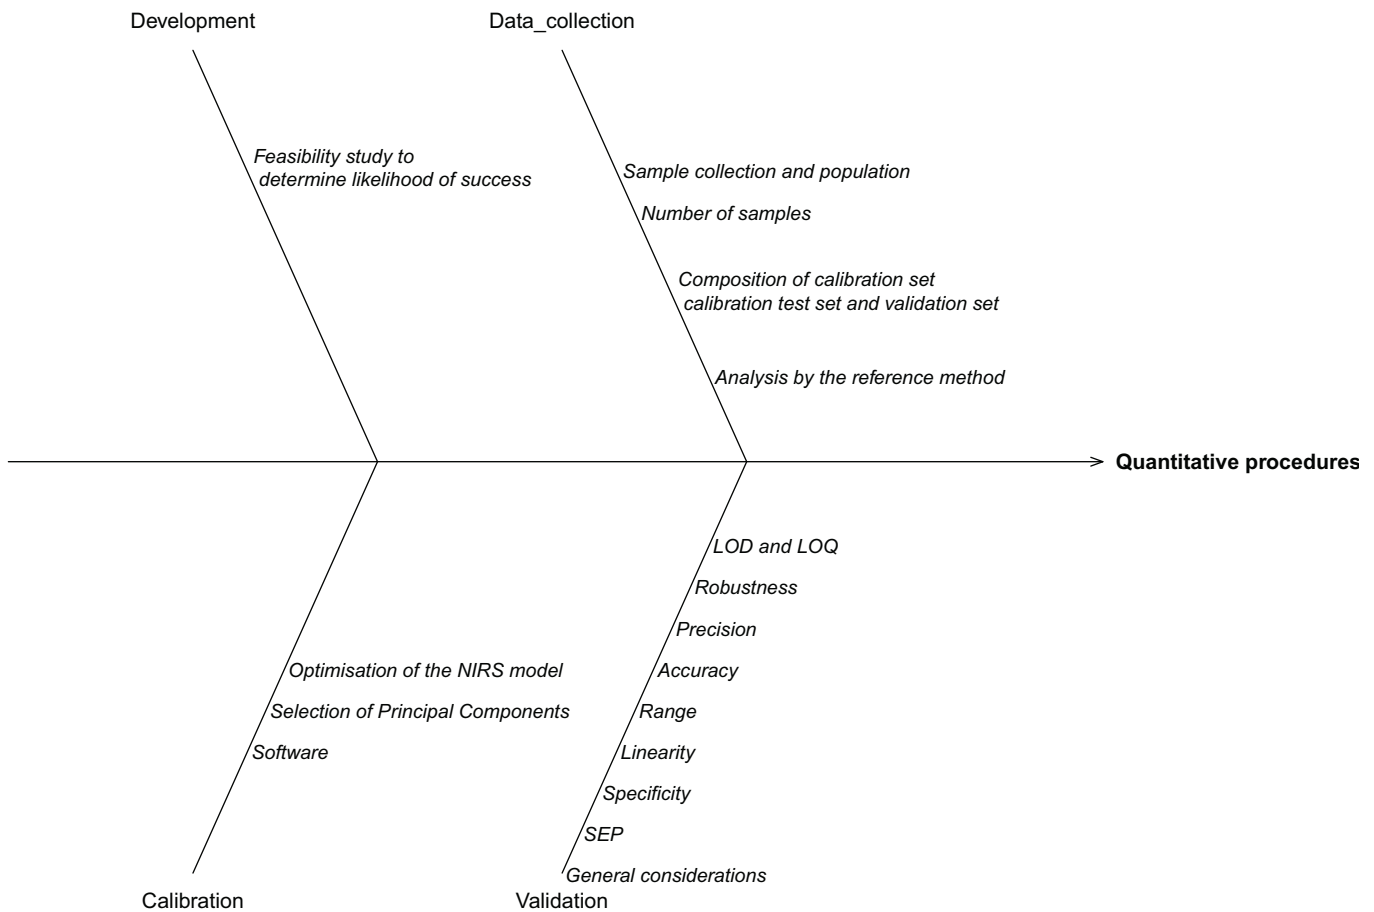 Development
Data_collection
Feasibility study to
determine likelihood of success
Sample collection and population
Number of samples
Composition of calibration set
calibration test set and validation set
Analysis by the reference method
Quantitative procedures
LOD and LOQ
Robustness
Precision
Accuracy
Range
Linearity
Specificity
SEP
General considerations
Optimisation of the NIRS model
Selection of Principal Components
Software
Calibration
Validation